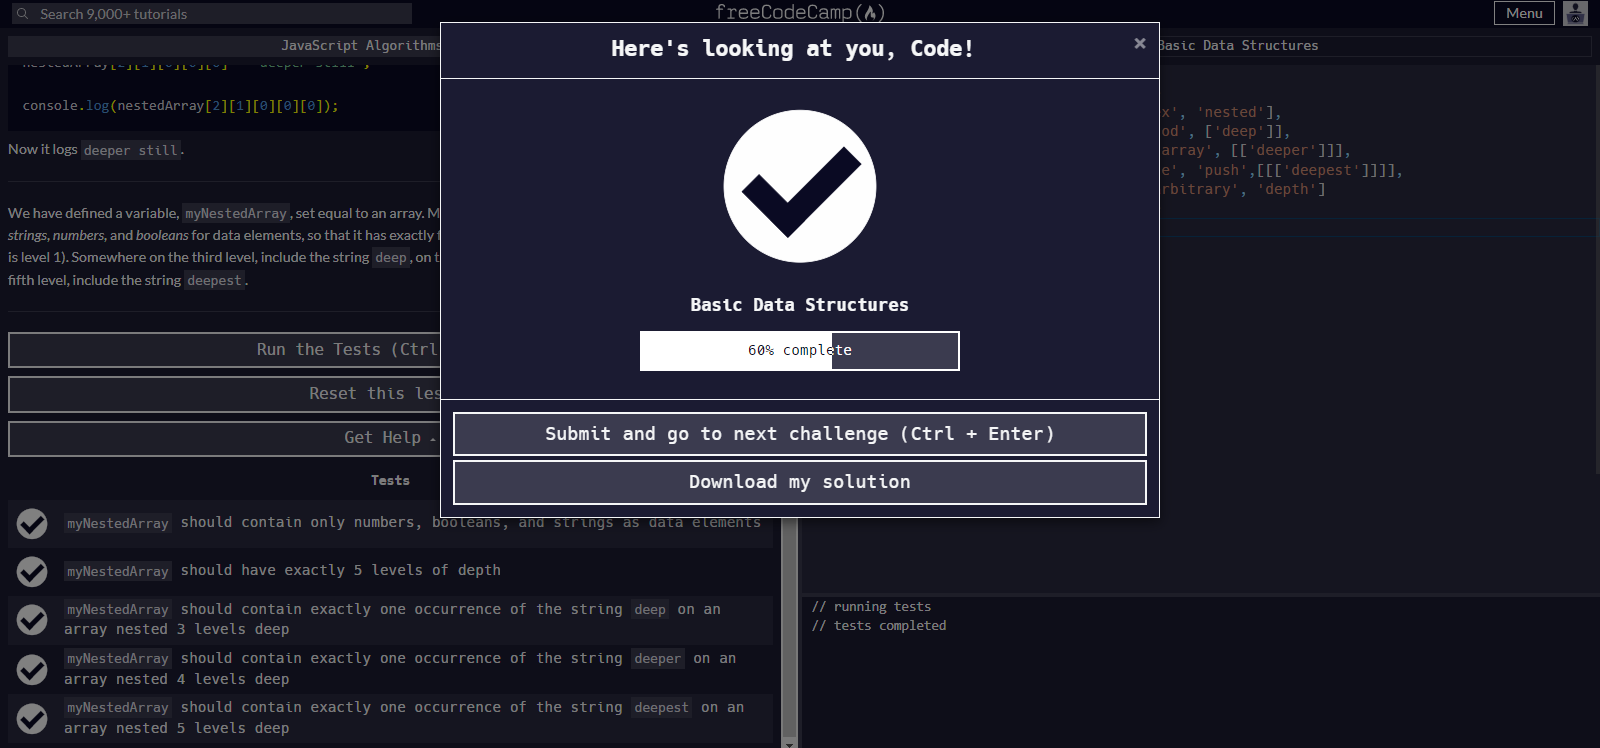 Search 9,000+ tutorials
freeCodeCamp
Menu
JavaScript Algorithms
Basic Data Structures
console.log(nestedArray[2][1][0][0][0]);
Now it logs deeper still.
We have defined a variable, myNestedArray, set equal to an array.
strings, numbers, and booleans for data elements, so that it has exactly
is level 1). Somewhere on the third level, include the string deep, on
fifth level, include the string deepest.
Run the Tests (Ctrl
Reset this
Get Help
Tests
myNestedArray should contain only numbers, booleans, and strings as data elements
myNestedArray should have exactly 5 levels of depth
myNestedArray should contain exactly one occurrence of the string deep on an
array nested 3 levels deep
myNestedArray should contain exactly one occurrence of the string deeper on an
array nested 4 levels deep
myNestedArray should contain exactly one occurrence of the string deepest on an
array nested 5 levels deep
Here's looking at you, Code!
×
Basic Data Structures
60% complete
Submit and go to next challenge (Ctrl + Enter)
Download my solution
x', 'nested'],
od', ['deep']],
array', [['deeper']]],
e', 'push',[[['deepest']]]],
rbitrary', 'depth']
// running tests
// tests completed